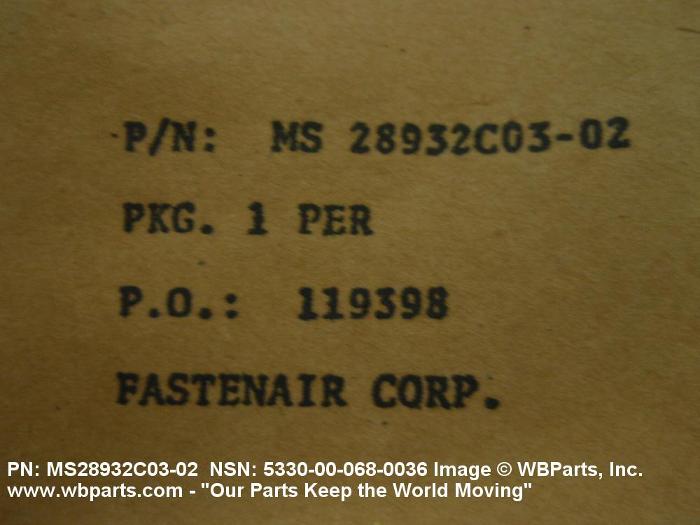 P/N: MS 28932C03-02
PKG. 1 PER
P.O.: 119398
FASTENAIR CORP.
PN: MS28932C03-02 NSN: 5330-00-068-0036 Image © WBParts, Inc.
www.wbparts.com - "Our Parts Keep the World Moving"